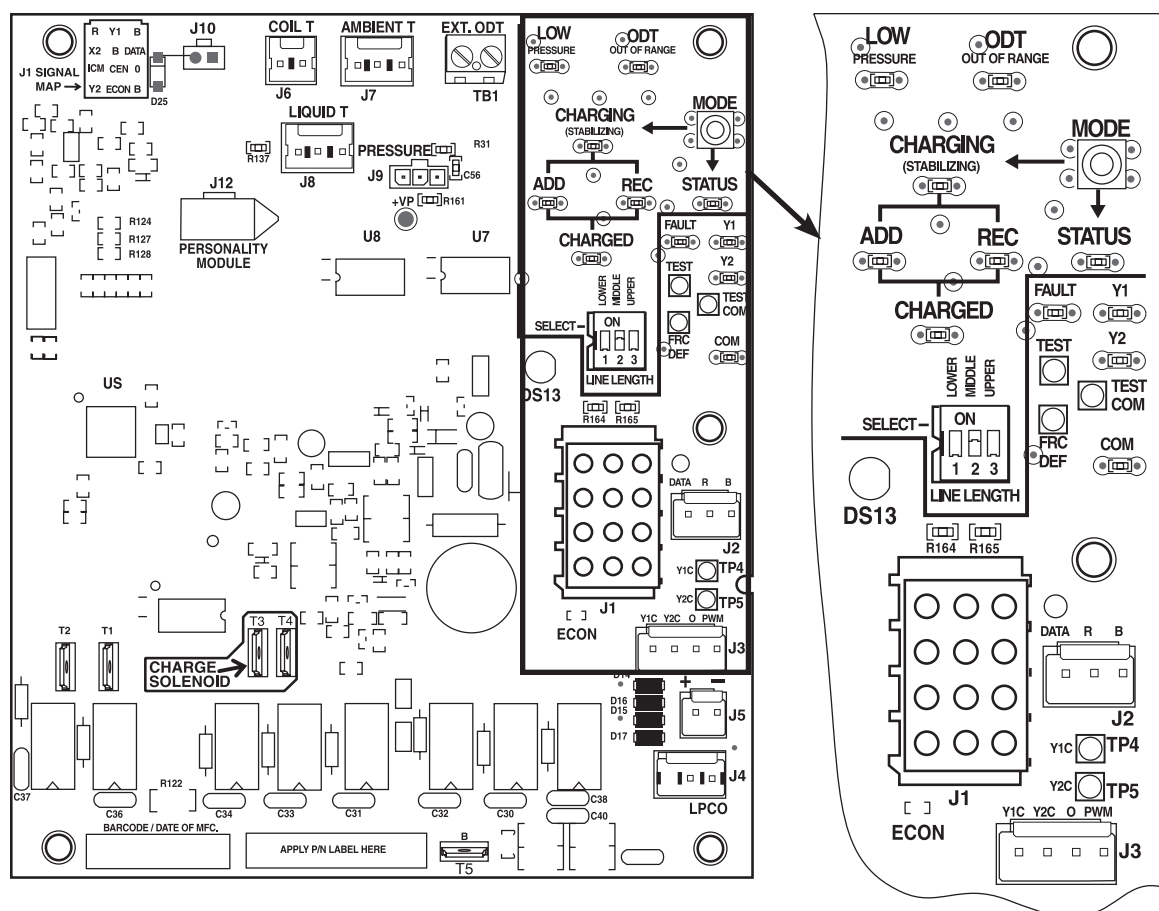 R Y1 B
X2 B DATA
ICM CEN 0
Y2 ECON B
J1 SIGNAL
MAP
D25
J10
COIL T
J6
AMBIENT T
J7
EXT. ODT
TB1
LIQUID T
J8
R137
PRESSURE
R31
C56
J9
R161
+VP
J12
PERSONALITY
MODULE
R124
R127
R128
U8
U7
US
LOW
PRESSURE
ODT
OUT OF RANGE
CHARGING
(STABILIZING)
MODE
ADD
REC
STATUS
CHARGED
FAULT
Y1
Y2
TEST
TEST
COM
FRC
DEF
COM
LOWER
MIDDLE
UPPER
SELECT
ON
1 2 3
LINE LENGTH
DS13
R164 R165
DATA R B
J2
Y1C TP4
Y2C TP5
J1
ECON
Y1C Y2C O PWM
J3
T2
T1
T3
T4
CHARGE
SOLENOID
D14
D16
D15
D17
+ −
J5
J4
LPCO
C37
C36
R122
C34
C33
C31
C32
C30
C38
C40
BARCODE / DATE OF MFC.
APPLY P/N LABEL HERE
B
T5
LOW
PRESSURE
ODT
OUT OF RANGE
CHARGING
(STABILIZING)
MODE
ADD
REC
STATUS
CHARGED
FAULT
Y1
Y2
TEST
TEST
COM
FRC
DEF
COM
LOWER
MIDDLE
UPPER
SELECT
ON
1 2 3
LINE LENGTH
DS13
R164 R165
DATA R B
J2
Y1C TP4
Y2C TP5
J1
ECON
Y1C Y2C O PWM
J3